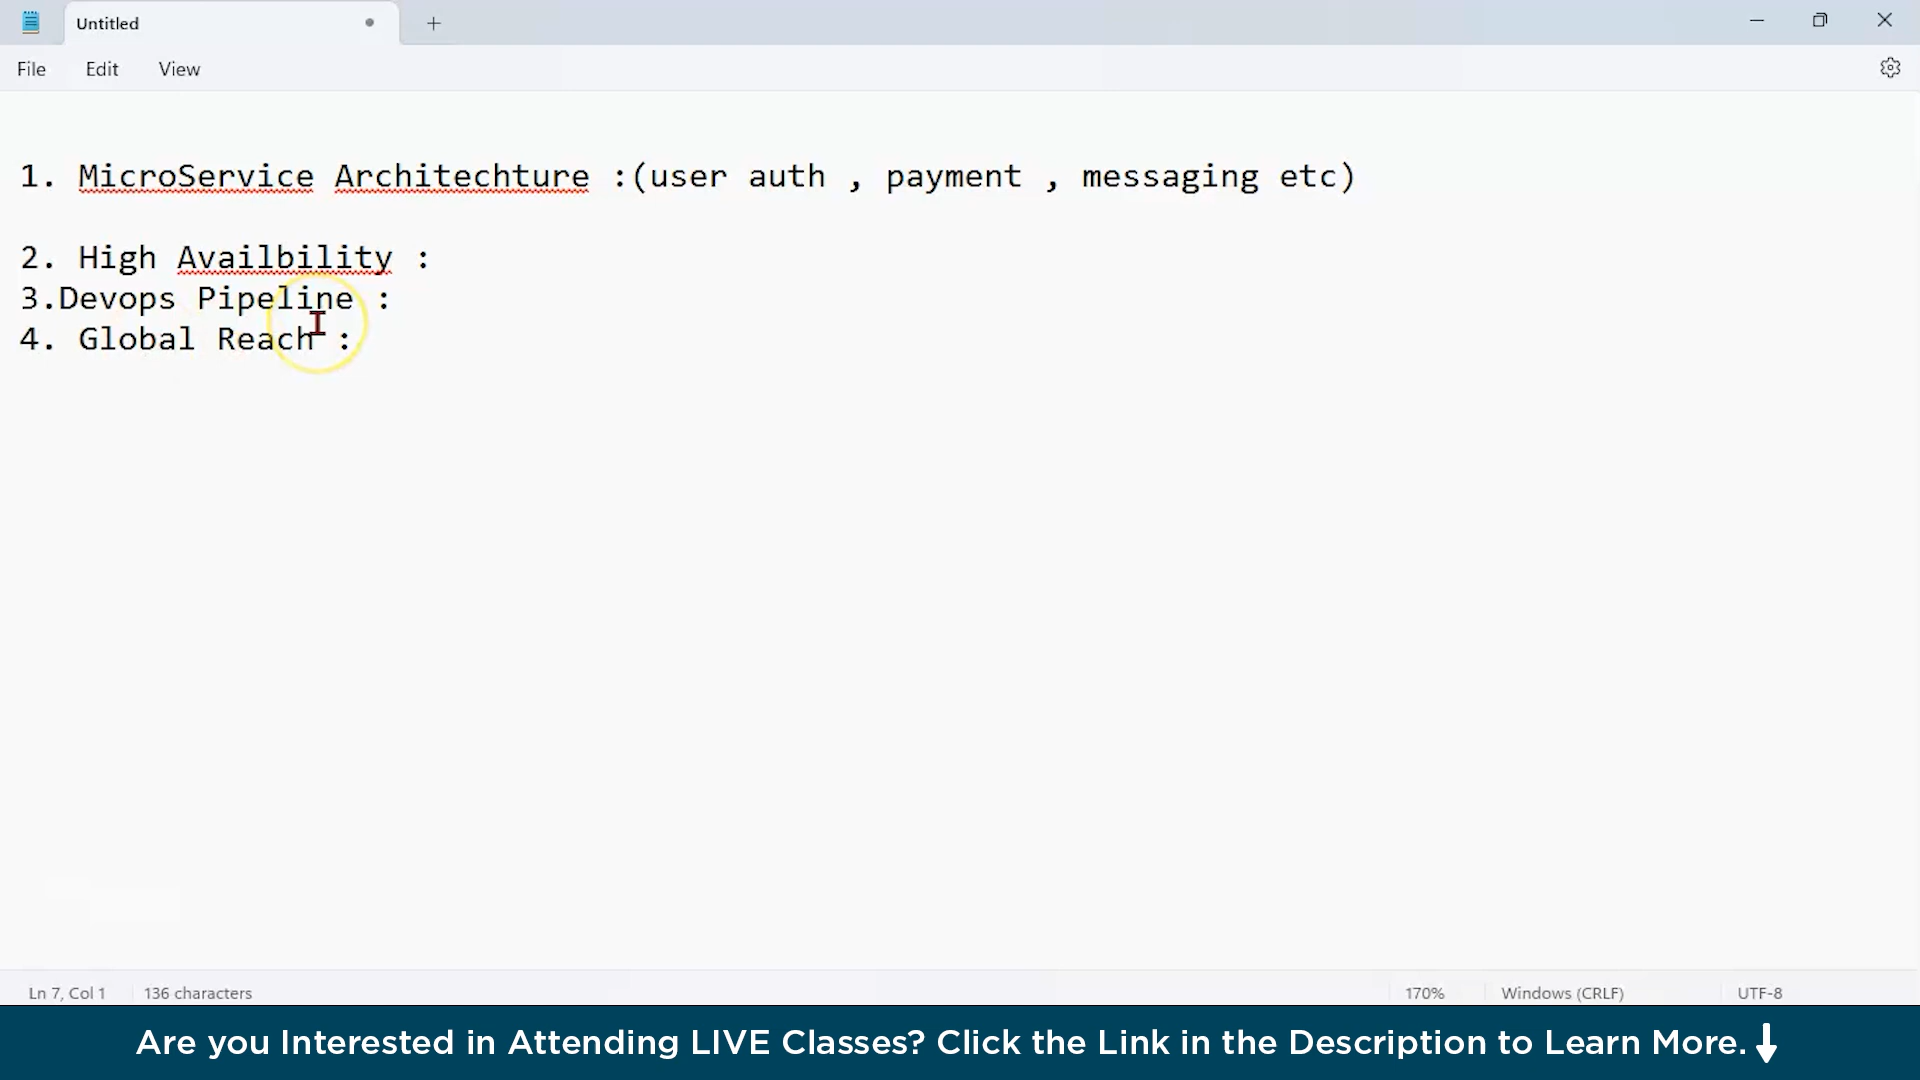 Untitled
File Edit View
1. MicroService Architechture :(user auth , payment , messaging etc)
2. High Availbility :
3.Devops Pipeline :
4. Global Reach :
Ln 7, Col 1 136 characters 170% Windows (CRLF) UTF-8
Are you Interested in Attending LIVE Classes? Click the Link in the Description to Learn More.